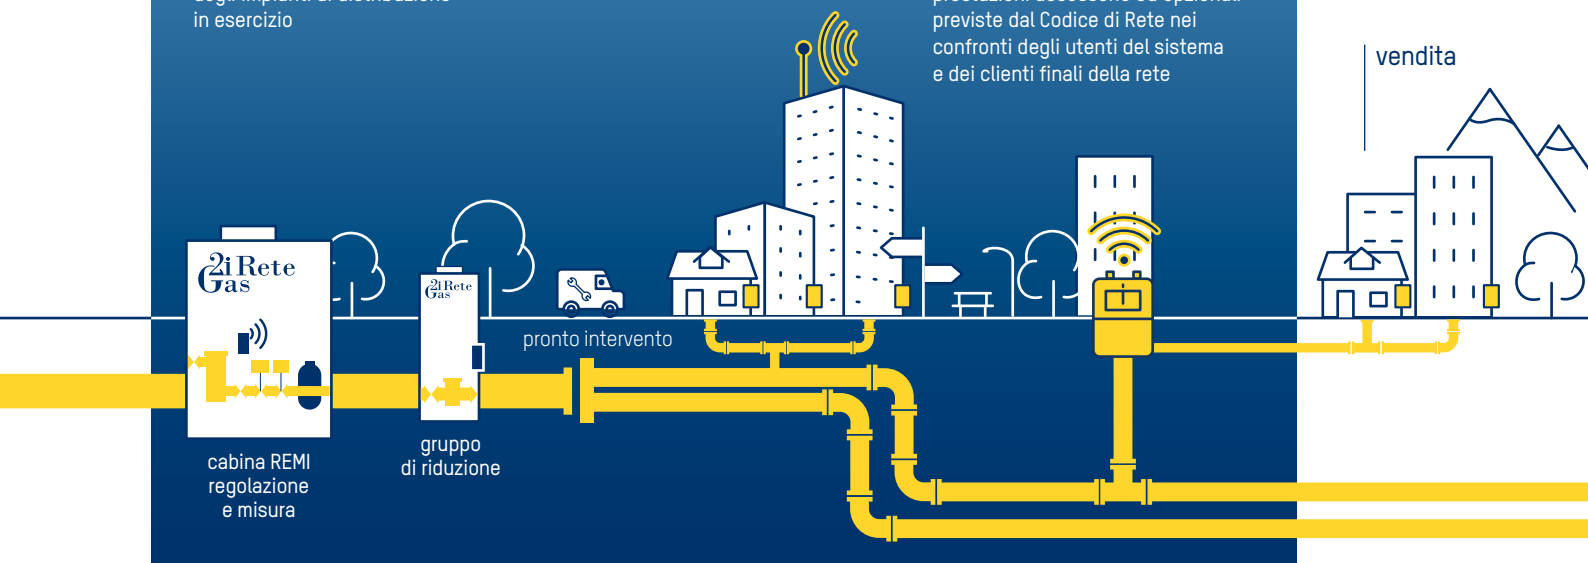 in esercizio
previste dal Codice di Rete nei
confronti degli utenti del sistema
e dei clienti finali della rete
vendita
2i Rete
Gas
2i Rete
Gas
pronto intervento
gruppo
di riduzione
cabina REMI
regolazione
e misura